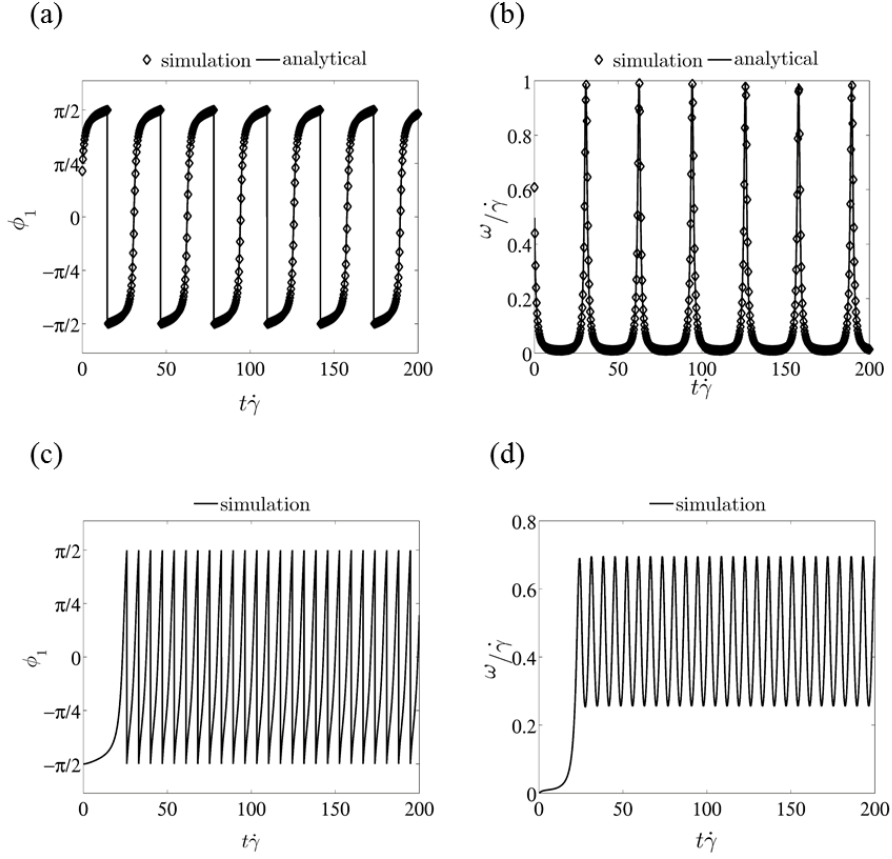 (a)
◇ simulation — analytical
π/2
π/4
0
−π/4
−π/2
ϕ₁
0 50 100 150 200
tγ̇
(b)
◇ simulation — analytical
1
0.8
0.6
0.4
0.2
0
ω/γ̇
0 50 100 150 200
tγ̇
(c)
— simulation
π/2
π/4
0
−π/4
−π/2
ϕ₁
0 50 100 150 200
tγ̇
(d)
— simulation
0.8
0.6
0.4
0.2
0
ω/γ̇
0 50 100 150 200
tγ̇